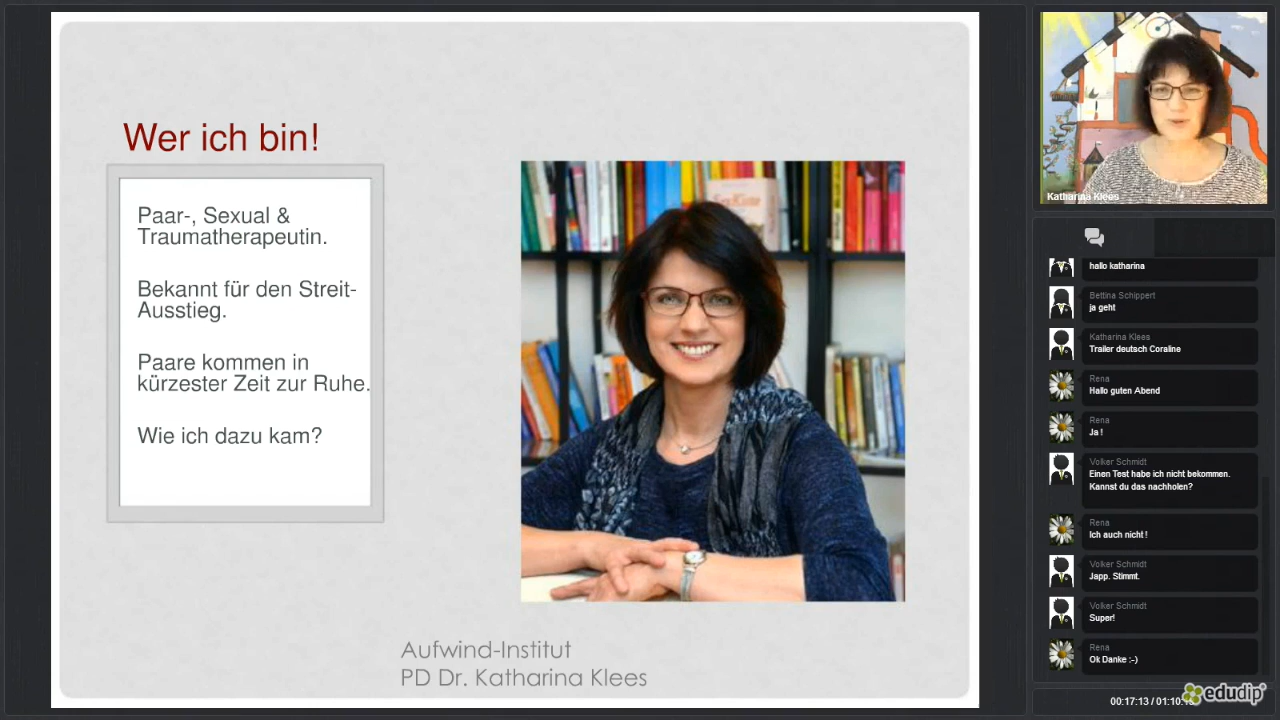 Wer ich bin!
Paar-, Sexual &
Traumatherapeutin.
Bekannt für den Streit-
Ausstieg.
Paare kommen in
kürzester Zeit zur Ruhe.
Wie ich dazu kam?
Aufwind-Institut
PD Dr. Katharina Klees
Katharina Klees
hallo katharina
Bettina Schippert
ja geht
Katharina Klees
Trailer deutsch Coraline
Rena
Hallo guten Abend
Rena
Ja !
Volker Schmidt
Einen Test habe ich nicht bekommen.
Kannst du das nachholen?
Rena
Ich auch nicht !
Volker Schmidt
Japp. Stimmt.
Volker Schmidt
Super!
Rena
Ok Danke :-)
00:17:13 / 01:10:
edudip